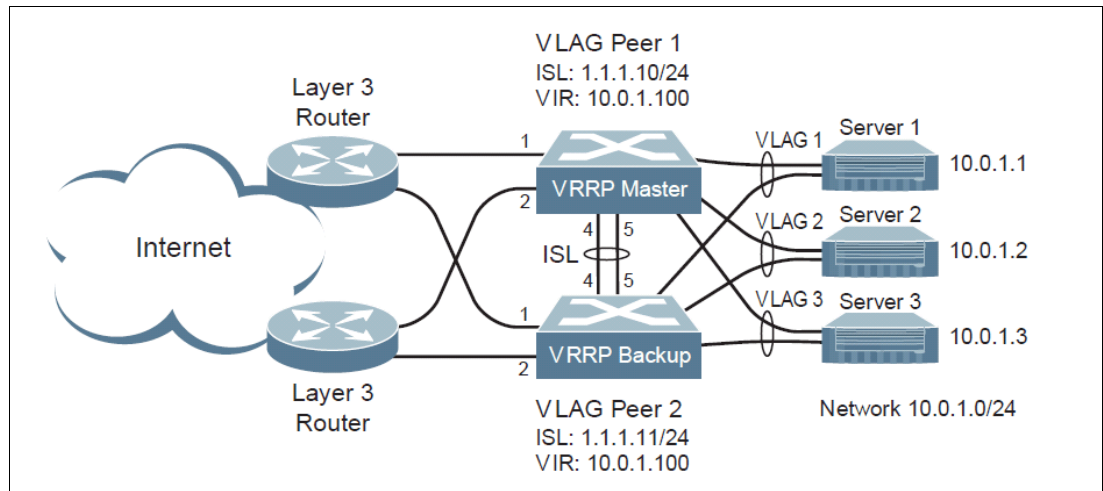 VLAG Peer 1
ISL: 1.1.1.10/24
VIR: 10.0.1.100
Layer 3
Router
1
2
VRRP Master
4
5
ISL
4
5
VLAG 1
Server 1
10.0.1.1
Internet
VLAG 2
Server 2
10.0.1.2
VLAG 3
Server 3
10.0.1.3
1
2
VRRP Backup
Layer 3
Router
VLAG Peer 2
ISL: 1.1.1.11/24
VIR: 10.0.1.100
Network 10.0.1.0/24